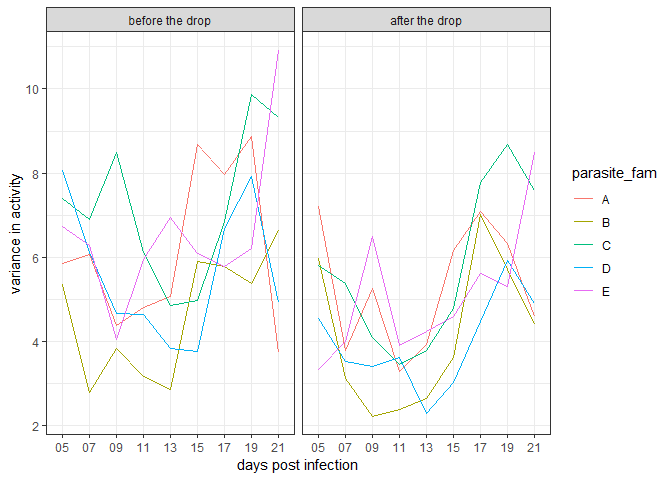 before the drop
after the drop
variance in activity
10
8
6
4
2
05 07 09 11 13 15 17 19 21
05 07 09 11 13 15 17 19 21
days post infection
parasite_fam
A
B
C
D
E